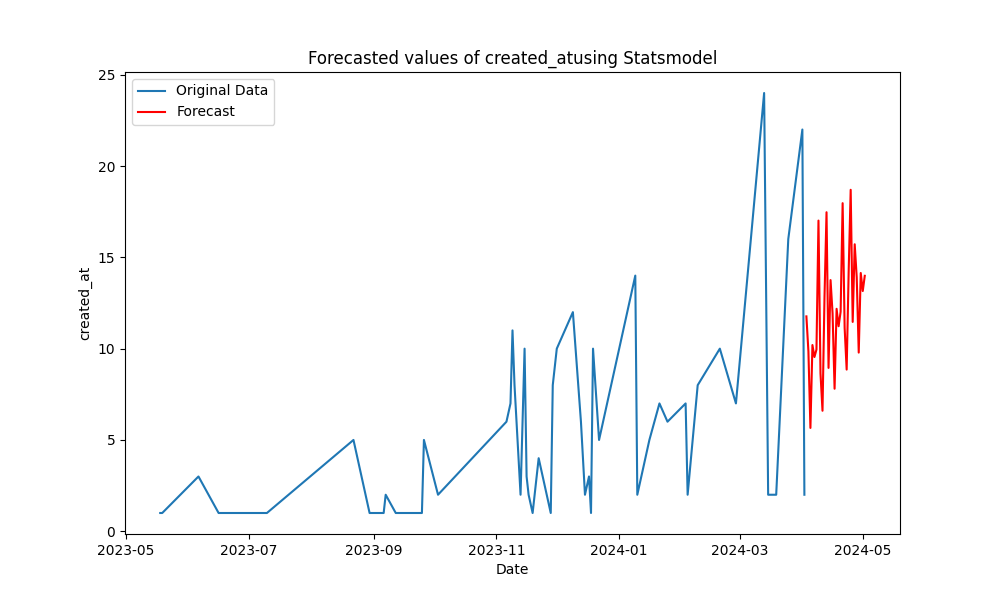 Forecasted values of created_atusing Statsmodel
Original Data
Forecast
25
20
15
10
5
0
created_at
2023-05
2023-07
2023-09
2023-11
2024-01
2024-03
2024-05
Date